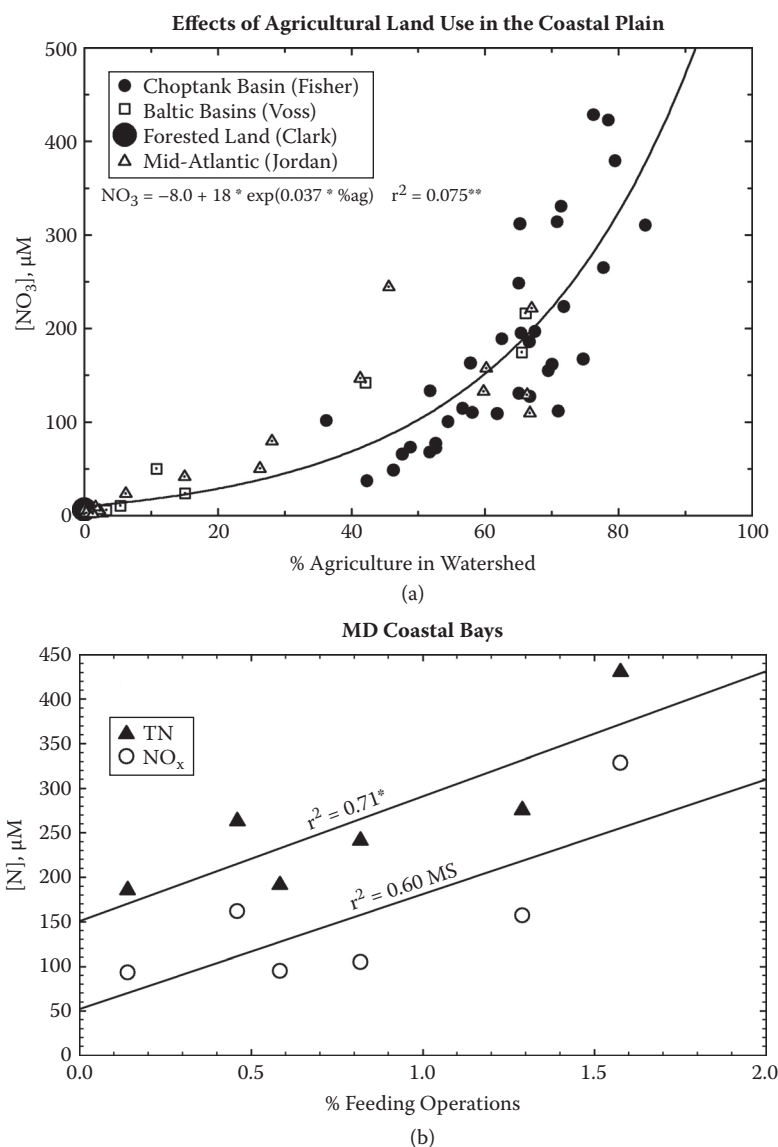 Effects of Agricultural Land Use in the Coastal Plain
500
400
300
200
100
0
[NO₃], µM
Choptank Basin (Fisher)
Baltic Basins (Voss)
Forested Land (Clark)
Mid-Atlantic (Jordan)
NO₃ = −8.0 + 18 * exp(0.037 * %ag) r² = 0.075**
0 20 40 60 80 100
% Agriculture in Watershed
(a)
MD Coastal Bays
450
400
350
300
250
200
150
100
50
0
[N], µM
TN
NOₓ
r² = 0.71*
r² = 0.60 MS
0.0 0.5 1.0 1.5 2.0
% Feeding Operations
(b)